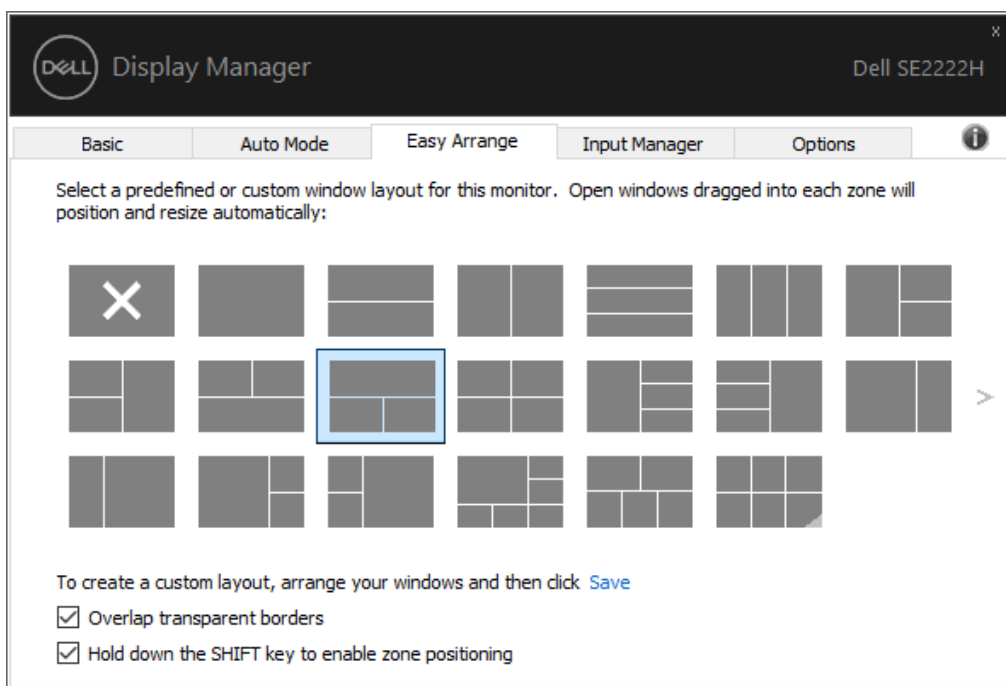 x
DELL
Display Manager
Dell SE2222H
Basic
Auto Mode
Easy Arrange
Input Manager
Options
i
Select a predefined or custom window layout for this monitor. Open windows dragged into each zone will
position and resize automatically:
>
To create a custom layout, arrange your windows and then click Save
Overlap transparent borders
Hold down the SHIFT key to enable zone positioning